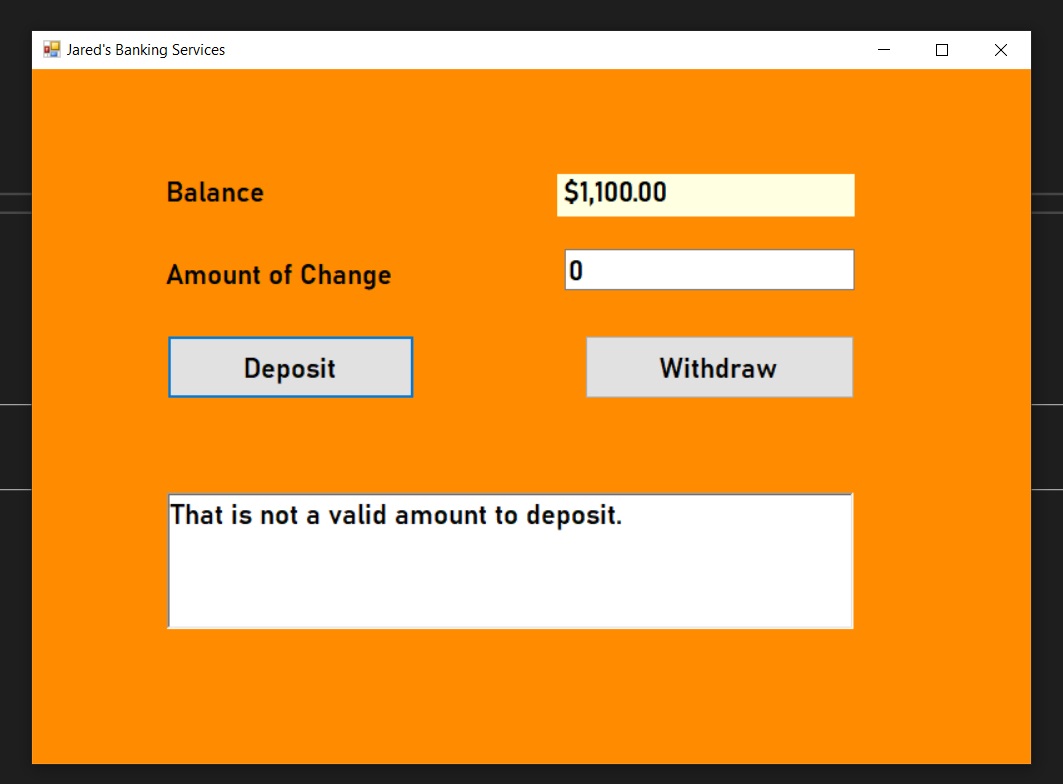 Jared's Banking Services
Balance
$1,100.00
Amount of Change
0
Deposit
Withdraw
That is not a valid amount to deposit.